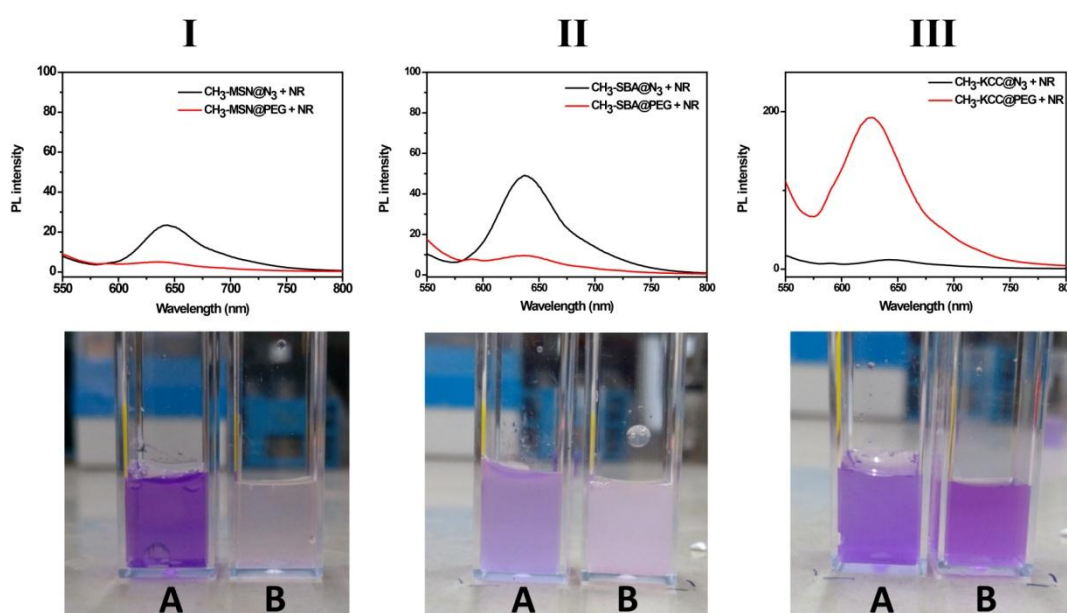 I
II
III
100
80
60
40
20
0
PL intensity
CH3-MSN@N3 + NR
CH3-MSN@PEG + NR
550 600 650 700 750 800
Wavelength (nm)
100
80
60
40
20
0
PL intensity
CH3-SBA@N3 + NR
CH3-SBA@PEG + NR
550 600 650 700 750 800
Wavelength (nm)
200
0
PL intensity
CH3-KCC@N3 + NR
CH3-KCC@PEG + NR
550 600 650 700 750 800
Wavelength (nm)
A B
A B
A B